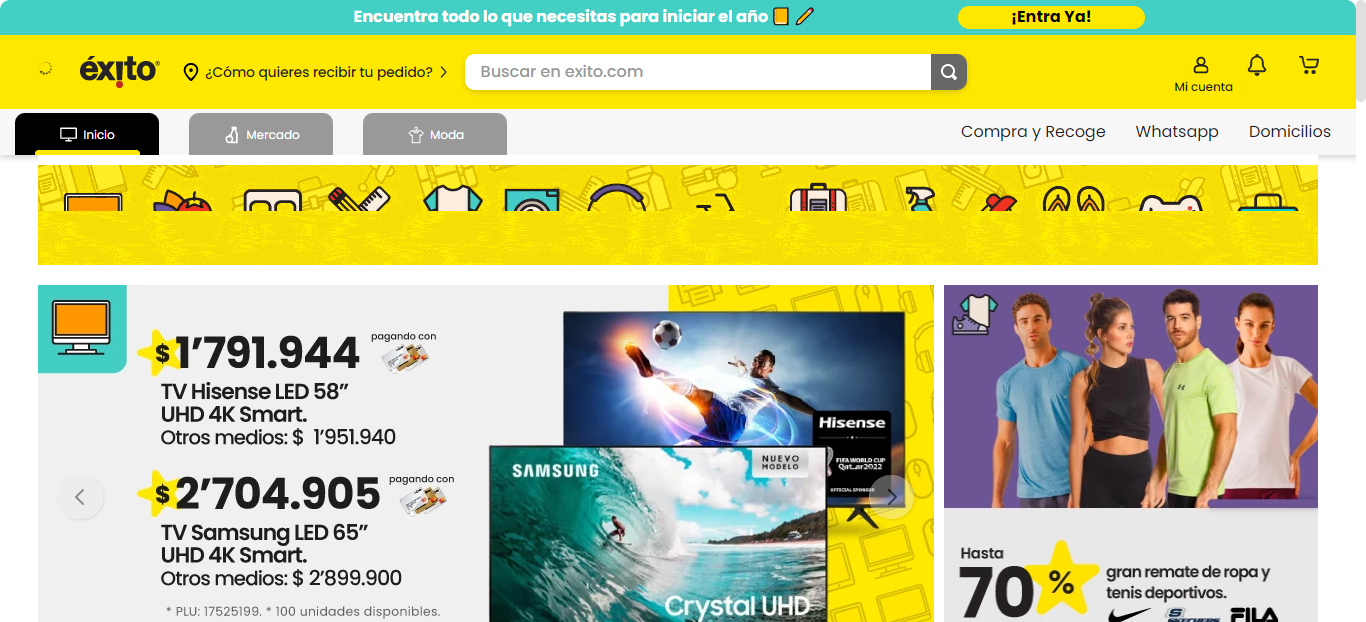 Encuentra todo lo que necesitas para iniciar el año
¡Entra Ya!
éxito®
¿Cómo quieres recibir tu pedido?
Buscar en exito.com
Mi cuenta
Inicio
Mercado
Moda
Compra y Recoge
Whatsapp
Domicilios
$1’791.944
pagando con
TV Hisense LED 58”
UHD 4K Smart.
Otros medios: $ 1’951.940
$2’704.905
pagando con
TV Samsung LED 65”
UHD 4K Smart.
Otros medios: $ 2’899.900
* PLU: 17525199. * 100 unidades disponibles.
Hisense
FIFA WORLD CUP
Qatar2022
OFFICIAL SPONSOR
SAMSUNG
NUEVO
MODELO
Crystal UHD
Hasta
70%
gran remate de ropa y
tenis deportivos.
SKECHERS
FILA